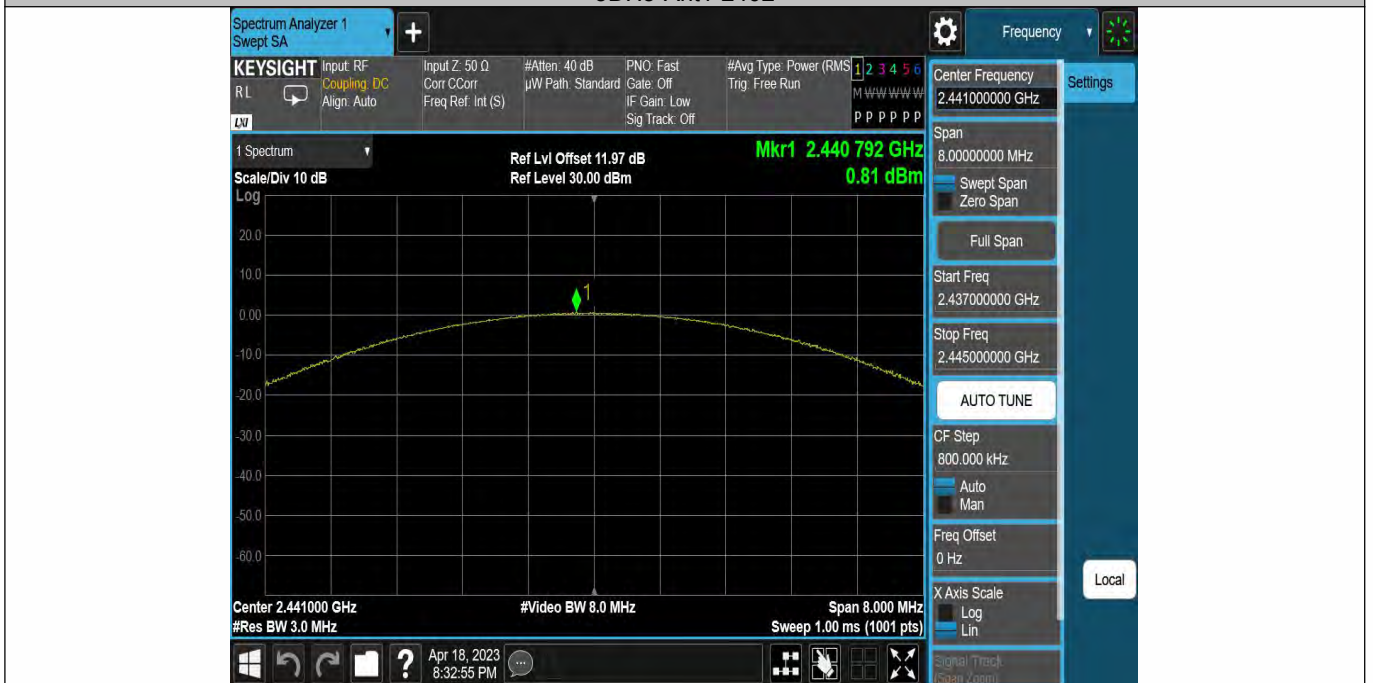 Spectrum Analyzer 1
Swept SA
+
Frequency
KEYSIGHT
RL
LXI
Input: RF
Coupling: DC
Align: Auto
Input Z: 50 Ω
Corr CCorr
Freq Ref: Int (S)
#Atten: 40 dB
µW Path: Standard
PNO: Fast
Gate: Off
IF Gain: Low
Sig Track: Off
#Avg Type: Power (RMS
Trig: Free Run
1 2 3 4 5 6
M W W W W W
P P P P P P
Center Frequency
2.441000000 GHz
Settings
Span
8.00000000 MHz
Swept Span
Zero Span
Full Span
Start Freq
2.437000000 GHz
Stop Freq
2.445000000 GHz
AUTO TUNE
CF Step
800.000 kHz
Auto
Man
Freq Offset
0 Hz
X Axis Scale
Log
Lin
Signal Track
(Span Zoom)
Local
1 Spectrum
Scale/Div 10 dB
Log
Ref Lvl Offset 11.97 dB
Ref Level 30.00 dBm
Mkr1 2.440 792 GHz
0.81 dBm
20.0
10.0
1
0.00
-10.0
-20.0
-30.0
-40.0
-50.0
-60.0
Center 2.441000 GHz
#Video BW 8.0 MHz
Span 8.000 MHz
#Res BW 3.0 MHz
Sweep 1.00 ms (1001 pts)
?
Apr 18, 2023
8:32:55 PM